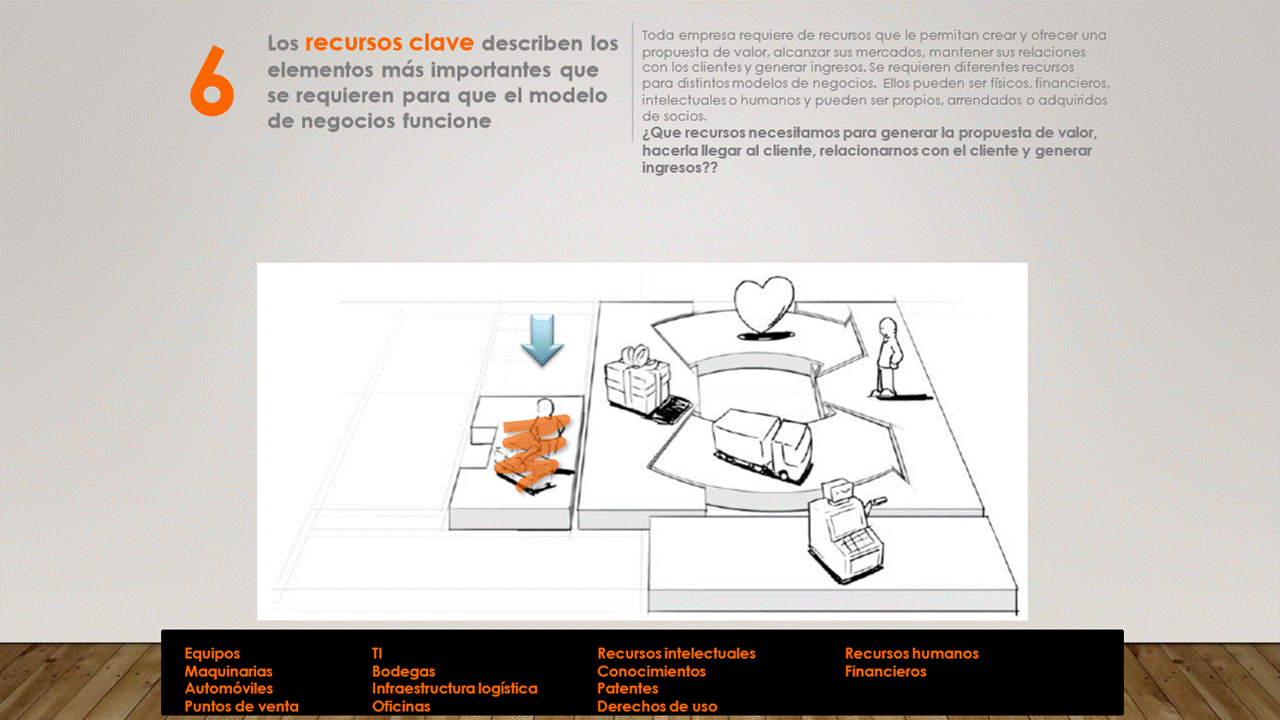 6
Los recursos clave describen los
elementos más importantes que
se requieren para que el modelo
de negocios funcione
Toda empresa requiere de recursos que le permitan crear y ofrecer una
propuesta de valor, alcanzar sus mercados, mantener sus relaciones
con los clientes y generar ingresos. Se requieren diferentes recursos
para distintos modelos de negocios. Ellos pueden ser físicos, financieros,
intelectuales o humanos y pueden ser propios, arrendados o adquiridos
de socios.
¿Que recursos necesitamos para generar la propuesta de valor,
hacerla llegar al cliente, relacionarnos con el cliente y generar
ingresos??
Equipos
Maquinarias
Automóviles
Puntos de venta
TI
Bodegas
Infraestructura logística
Oficinas
Recursos intelectuales
Conocimientos
Patentes
Derechos de uso
Recursos humanos
Financieros